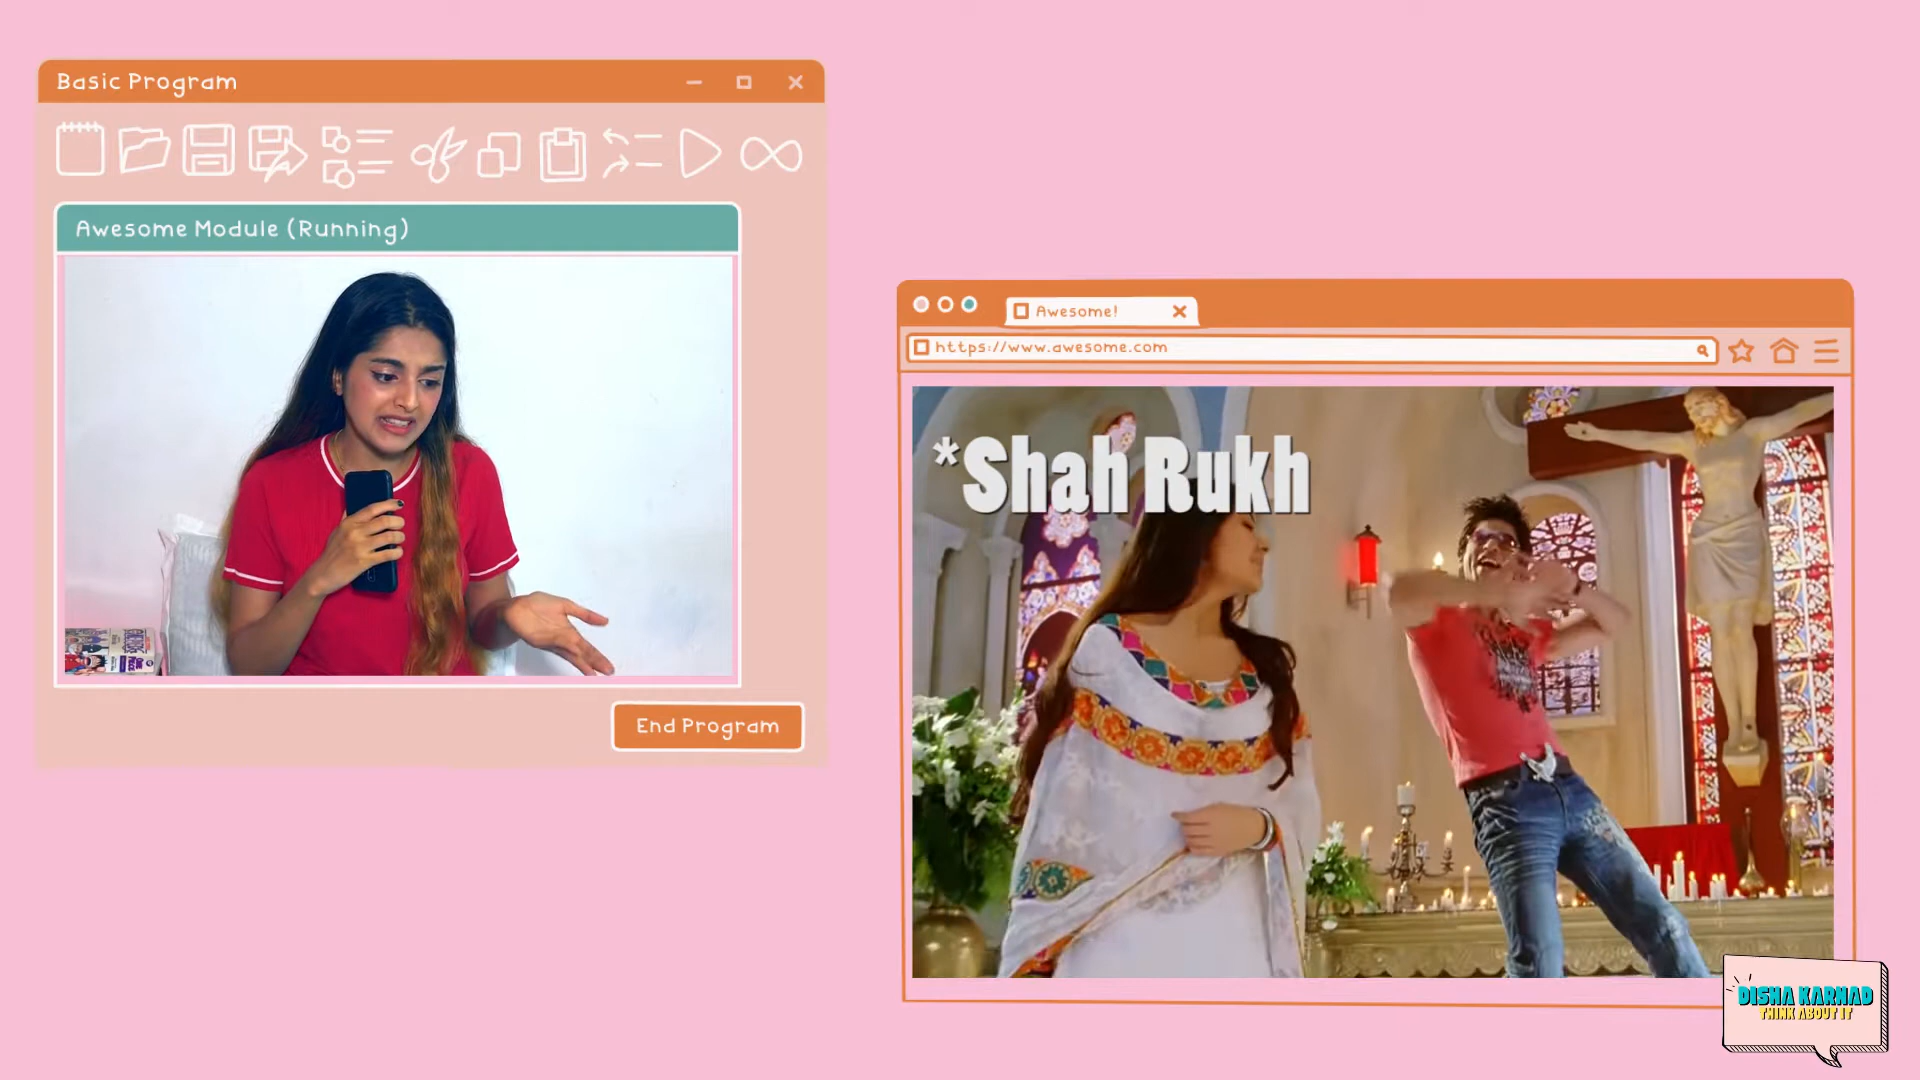 Basic Program
Awesome Module (Running)
End Program
Awesome!
https://www.awesome.com
*Shah Rukh
DISHA KARNAD
THINK ABOUT IT